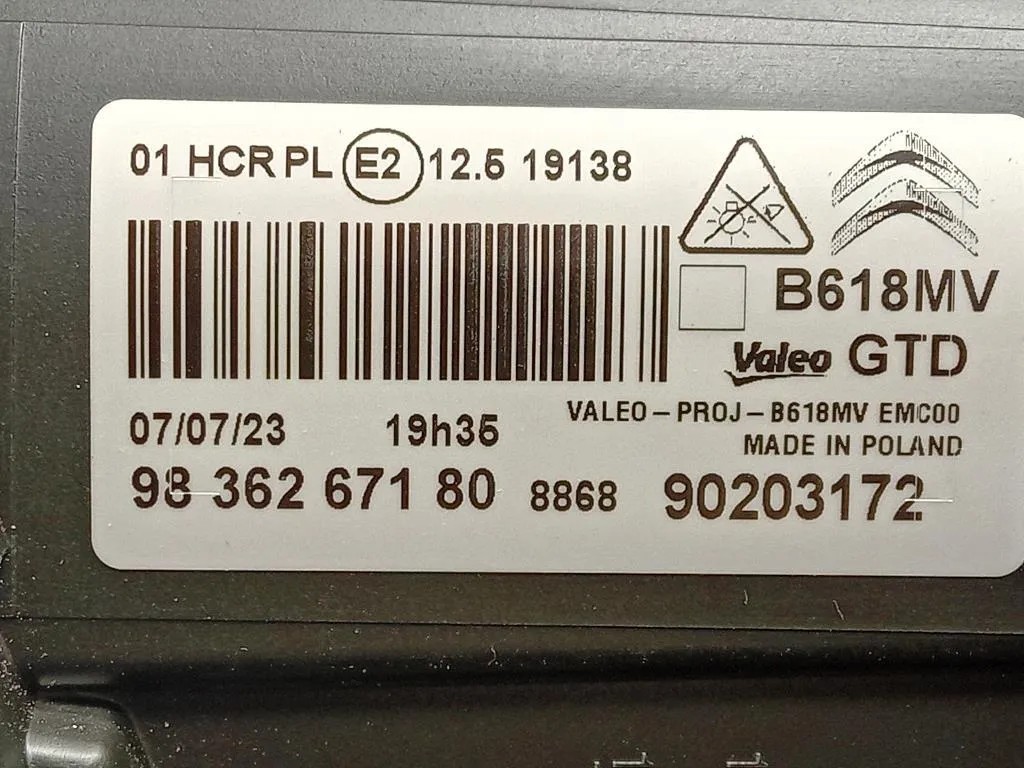 01 HCR PL E2 12.5 19138
B618MV
Valeo GTD
VALEO-PROJ-B618MV EMC00
MADE IN POLAND
07/07/23 19h35
98 362 671 80 8868 90203172